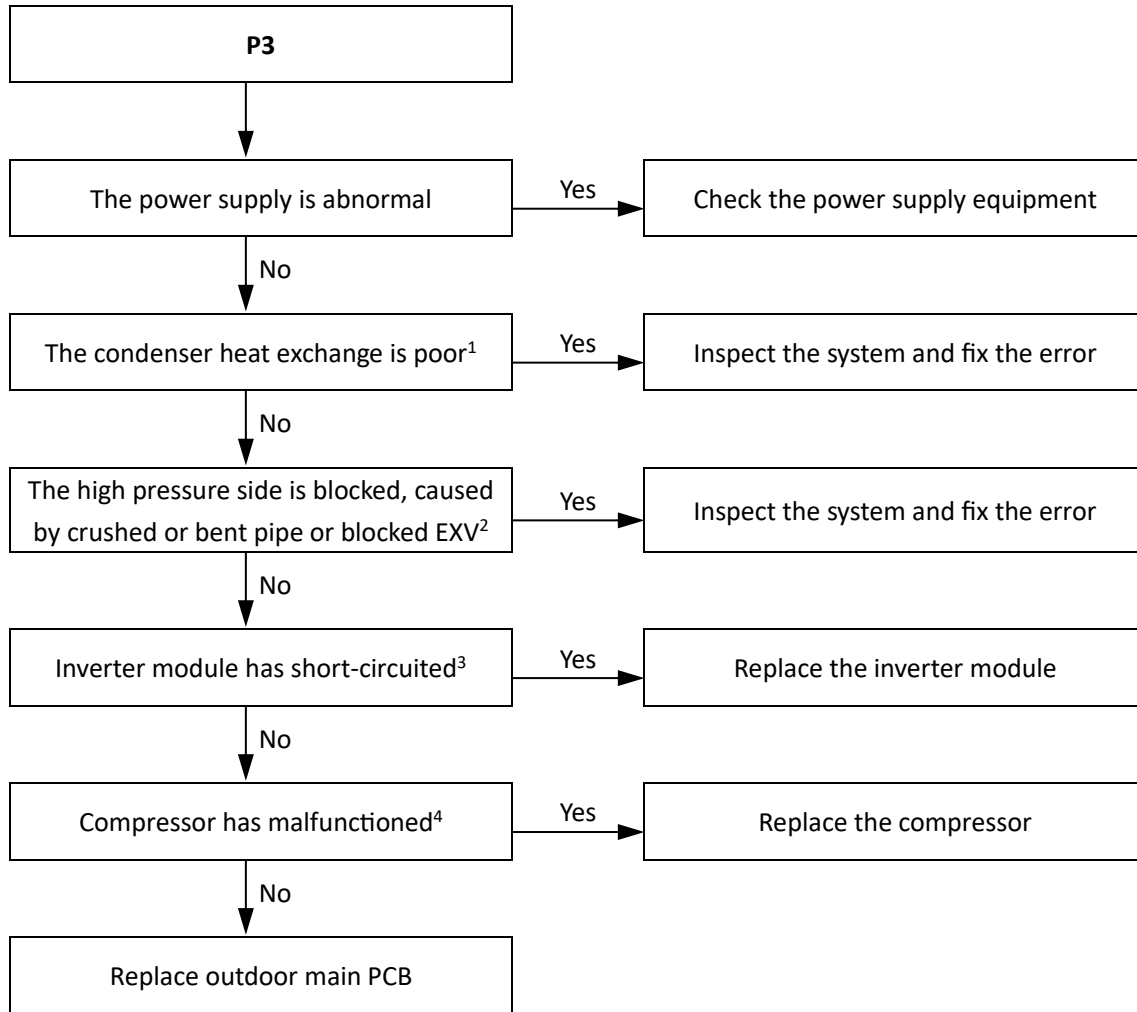 P3
The power supply is abnormal
Yes
Check the power supply equipment
No
The condenser heat exchange is poor¹
Yes
Inspect the system and fix the error
No
The high pressure side is blocked, caused
by crushed or bent pipe or blocked EXV²
Yes
Inspect the system and fix the error
No
Inverter module has short-circuited³
Yes
Replace the inverter module
No
Compressor has malfunctioned⁴
Yes
Replace the compressor
No
Replace outdoor main PCB